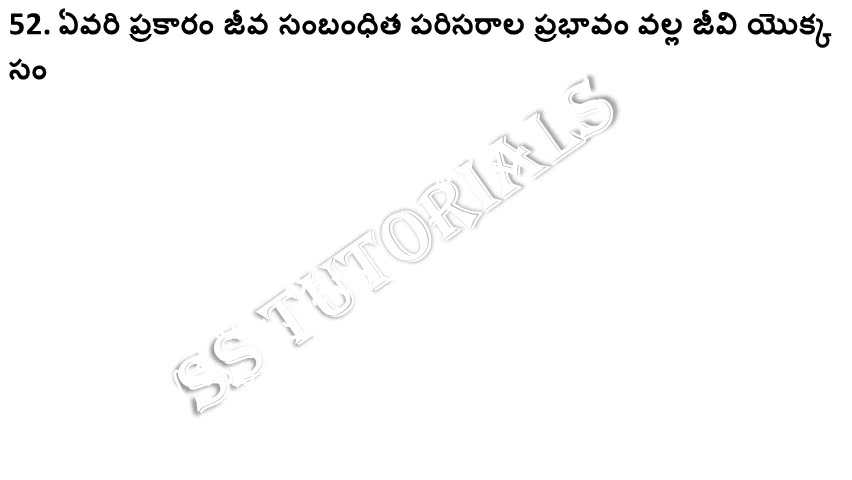 52. ఏవరి ప్రకారం జీవ సంబంధిత పరిసరాల ప్రభావం వల్ల జీవి యొక్క
సం
SS TUTORIALS